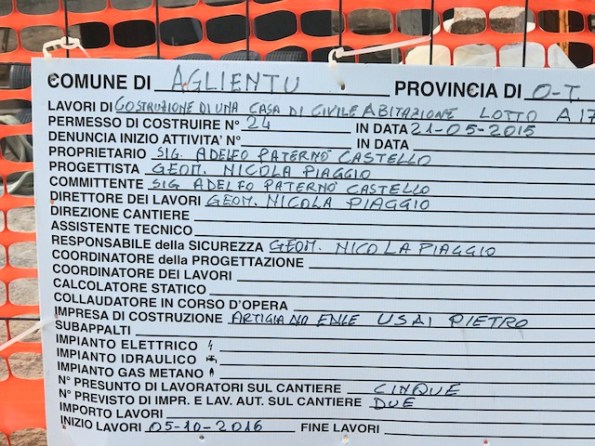 COMUNE DI AGLIENTU PROVINCIA DI O-T.
LAVORI DI COSTRUZIONE DI UNA CASA DI CIVILE ABITAZIONE LOTTO A17
PERMESSO DI COSTRUIRE N° 24 IN DATA 21-05-2015
DENUNCIA INIZIO ATTIVITA' N° IN DATA
PROPRIETARIO SIG. ADELFO PATERNO' CASTELLO
PROGETTISTA GEOM. NICOLA PIAGGIO
COMMITTENTE SIG ADELFO PATERNO' CASTELLO
DIRETTORE DEI LAVORI GEOM. NICOLA PIAGGIO
DIREZIONE CANTIERE
ASSISTENTE TECNICO
RESPONSABILE della SICUREZZA GEOM. NICOLA PIAGGIO
COORDINATORE della PROGETTAZIONE
COORDINATORE DEI LAVORI
CALCOLATORE STATICO
COLLAUDATORE IN CORSO D'OPERA
IMPRESA DI COSTRUZIONE ARTIGIANO EDILE USAI PIETRO
SUBAPPALTI
IMPIANTO ELETTRICO
IMPIANTO IDRAULICO
IMPIANTO GAS METANO
N° PRESUNTO DI LAVORATORI SUL CANTIERE CINQUE
N° PREVISTO DI IMPR. E LAV. AUT. SUL CANTIERE DUE
IMPORTO LAVORI
INIZIO LAVORI 05-10-2016 FINE LAVORI